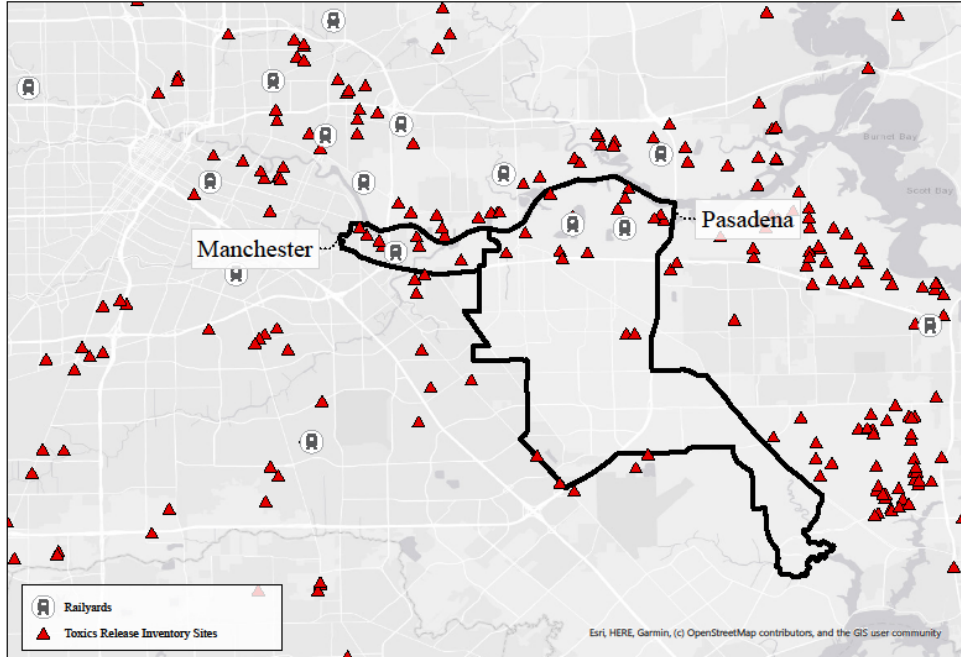 Burnet Bay
Scott Bay
Pasadena
Manchester
Railyards
Toxics Release Inventory Sites
Esri, HERE, Garmin, (c) OpenStreetMap contributors, and the GIS user community